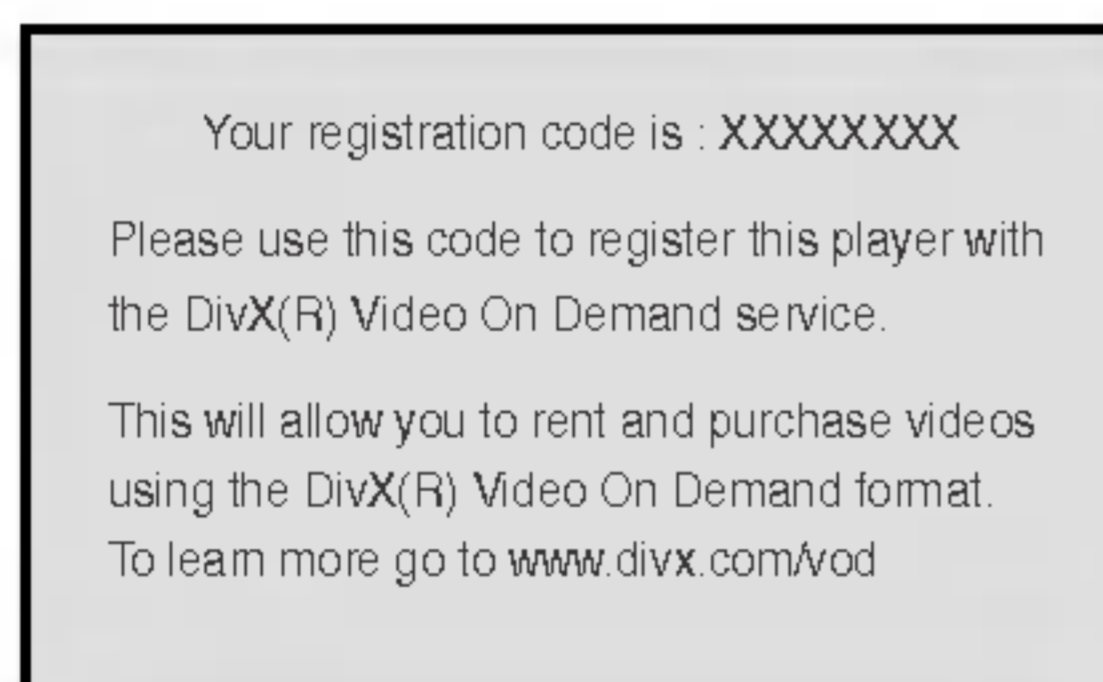 Your registration code is : XXXXXXXX
Please use this code to register this player with
the DivX(R) Video On Demand service.
This will allow you to rent and purchase videos
using the DivX(R) Video On Demand format.
To learn more go to www.divx.com/vod